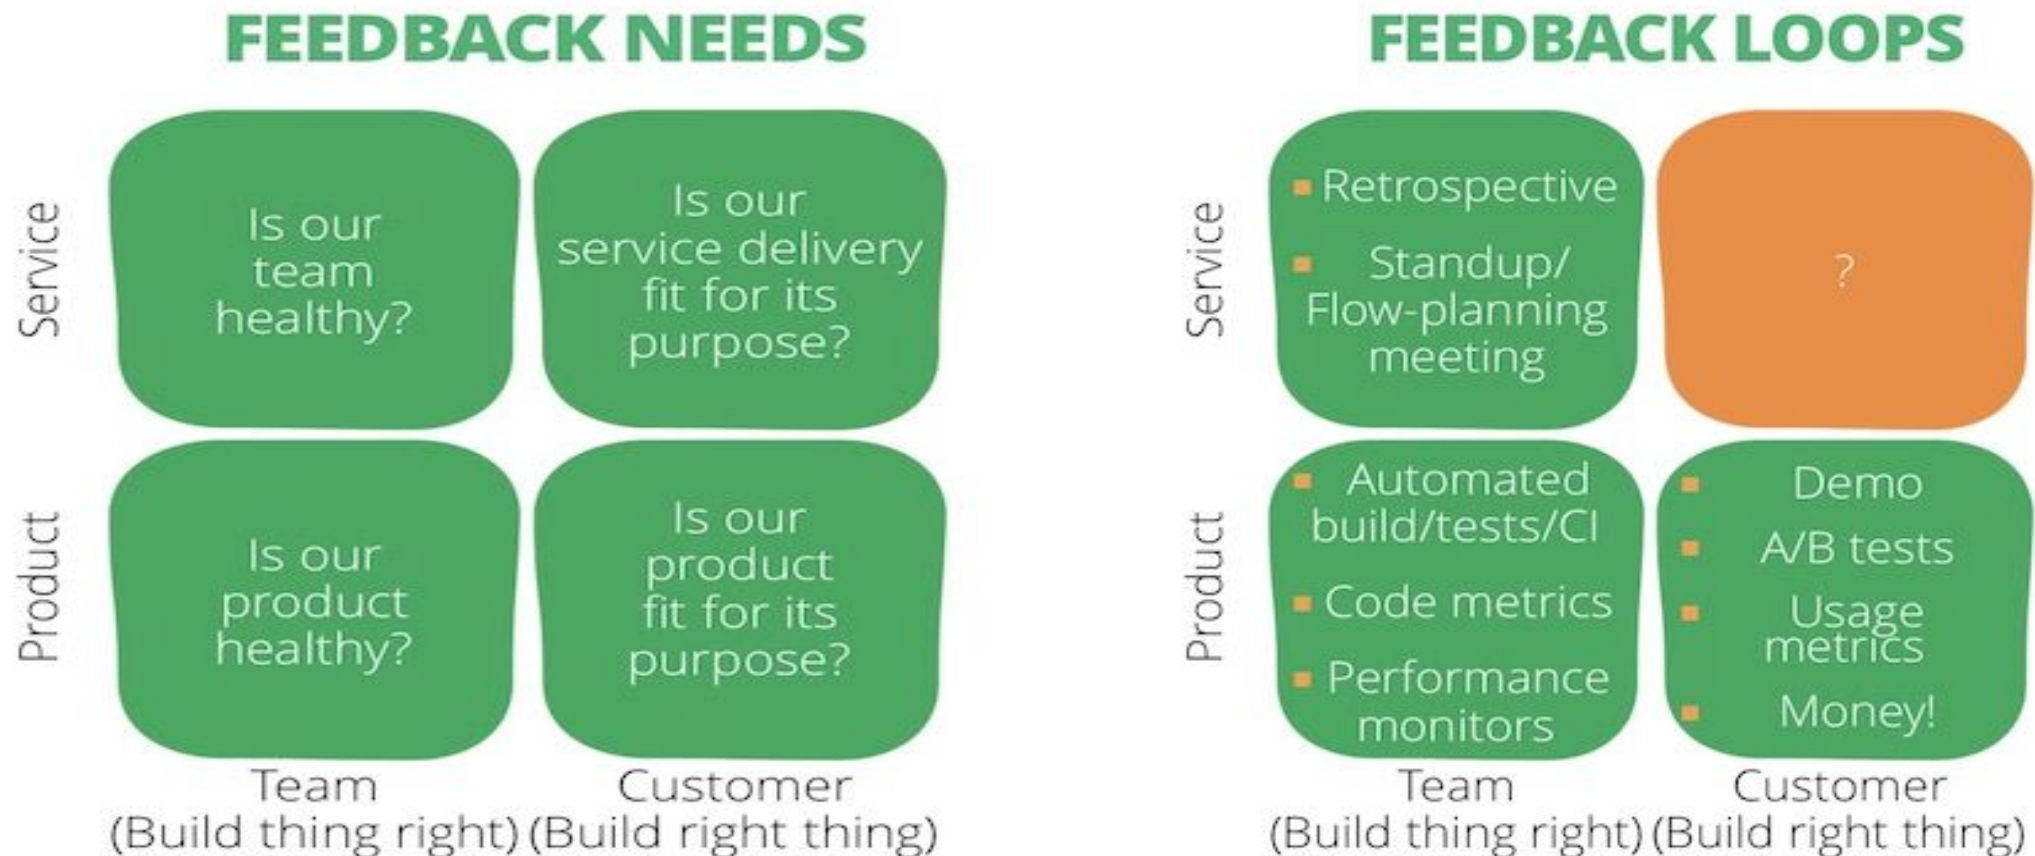 FEEDBACK NEEDS
Service
Is our
team
healthy?
Is our
service delivery
fit for its
purpose?
Product
Is our
product
healthy?
Is our
product
fit for its
purpose?
Team
(Build thing right)
Customer
(Build right thing)
FEEDBACK LOOPS
Service
Retrospective
Standup/
Flow-planning
meeting
?
Product
Automated
build/tests/CI
Code metrics
Performance
monitors
Demo
A/B tests
Usage
metrics
Money!
Team
(Build thing right)
Customer
(Build right thing)